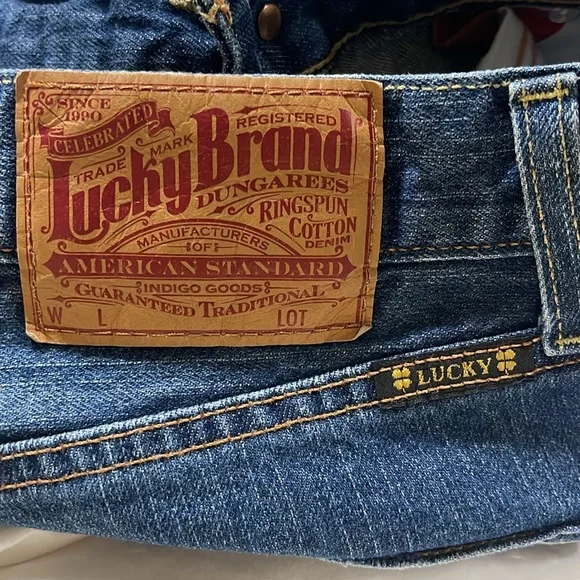 SINCE 1990
CELEBRATED
TRADE MARK REGISTERED
Lucky Brand
DUNGAREES
RINGSPUN
COTTON
DENIM
MANUFACTURERS
OF
AMERICAN STANDARD
INDIGO GOODS
GUARANTEED TRADITIONAL
W L LOT
LUCKY